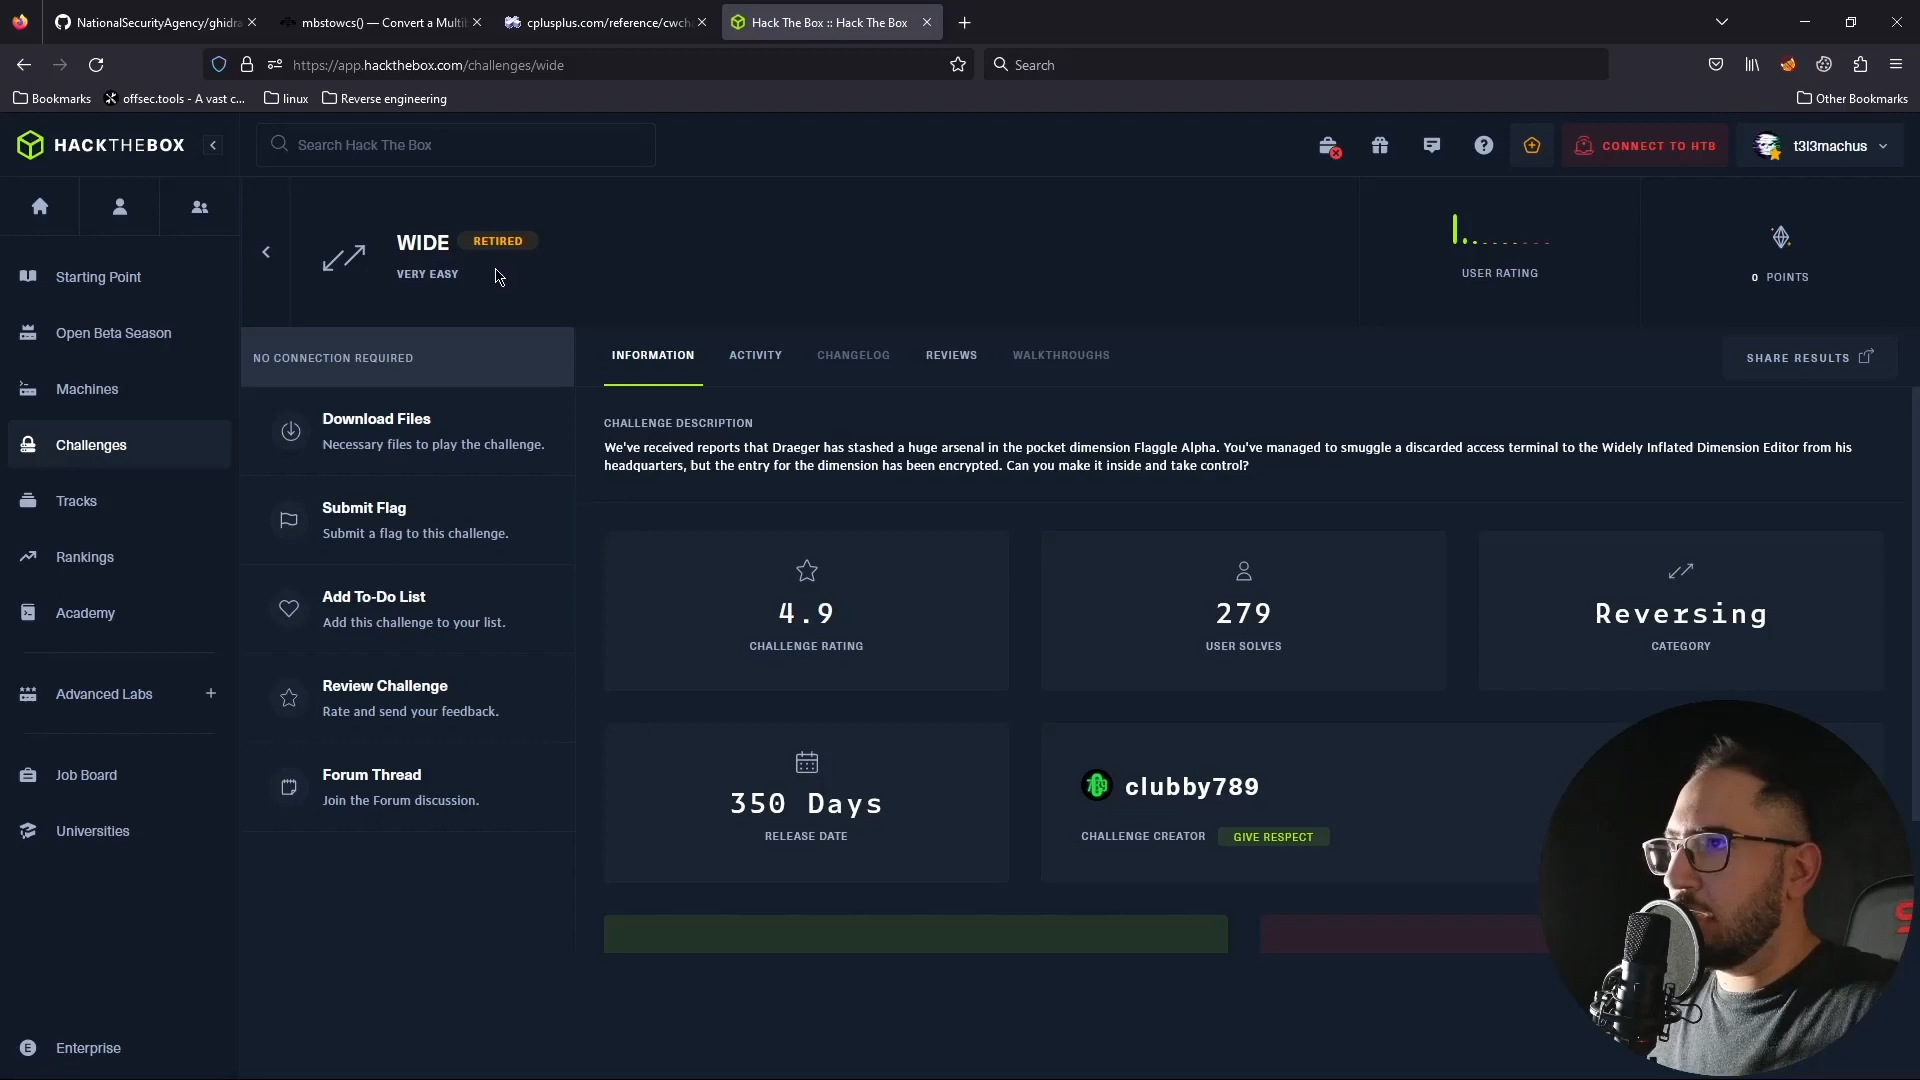 NationalSecurityAgency/ghidra
mbstowcs() — Convert a Multib
cplusplus.com/reference/cwch
Hack The Box :: Hack The Box
https://app.hackthebox.com/challenges/wide
Search
Bookmarks
offsec.tools - A vast c...
linux
Reverse engineering
Other Bookmarks
HACKTHEBOX
Search Hack The Box
CONNECT TO HTB
t3l3machus
WIDE
RETIRED
VERY EASY
USER RATING
0 POINTS
Starting Point
Open Beta Season
Machines
Challenges
Tracks
Rankings
Academy
Advanced Labs
Job Board
Universities
Enterprise
NO CONNECTION REQUIRED
Download Files
Necessary files to play the challenge.
Submit Flag
Submit a flag to this challenge.
Add To-Do List
Add this challenge to your list.
Review Challenge
Rate and send your feedback.
Forum Thread
Join the Forum discussion.
INFORMATION
ACTIVITY
CHANGELOG
REVIEWS
WALKTHROUGHS
SHARE RESULTS
CHALLENGE DESCRIPTION
We've received reports that Draeger has stashed a huge arsenal in the pocket dimension Flaggle Alpha. You've managed to smuggle a discarded access terminal to the Widely Inflated Dimension Editor from his
headquarters, but the entry for the dimension has been encrypted. Can you make it inside and take control?
4.9
CHALLENGE RATING
279
USER SOLVES
Reversing
CATEGORY
350 Days
RELEASE DATE
clubby789
CHALLENGE CREATOR
GIVE RESPECT